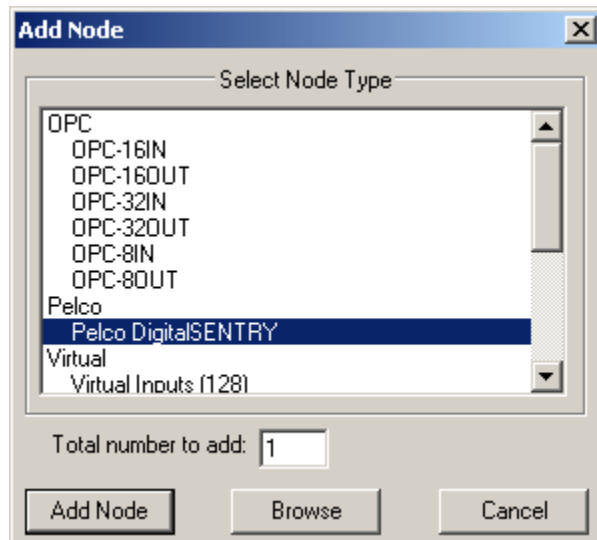 Add Node
Select Node Type
OPC
OPC-16IN
OPC-16OUT
OPC-32IN
OPC-32OUT
OPC-8IN
OPC-8OUT
Pelco
Pelco DigitalSENTRY
Virtual
Virtual Inputs (128)
Total number to add: 1
Add Node Browse Cancel